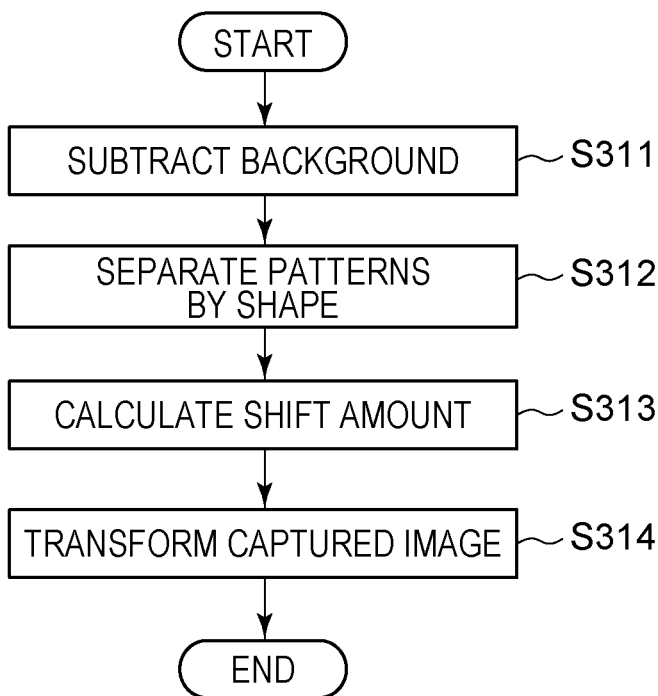 START
SUBTRACT BACKGROUND
S311
SEPARATE PATTERNS
BY SHAPE
S312
CALCULATE SHIFT AMOUNT
S313
TRANSFORM CAPTURED IMAGE
S314
END